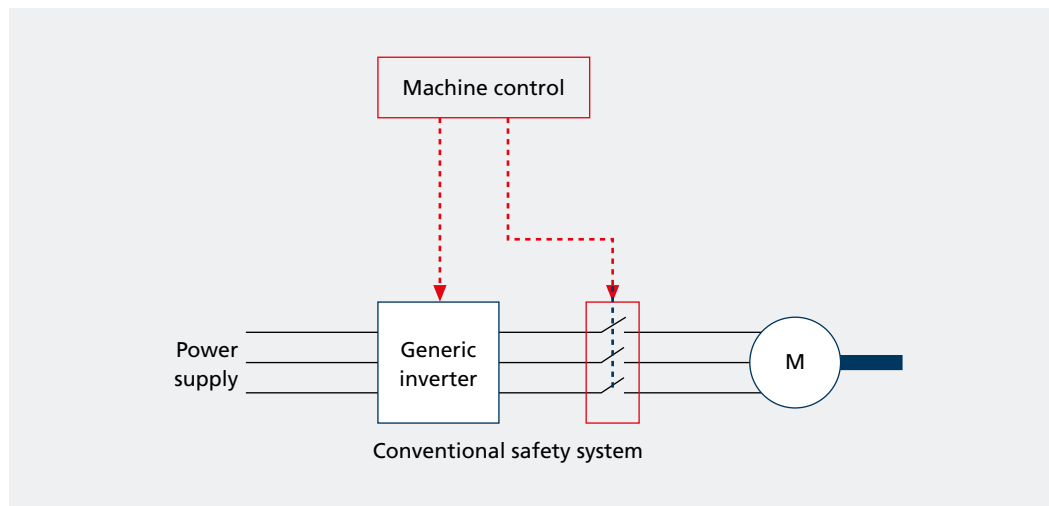 Machine control
Power
supply
Generic
inverter
M
Conventional safety system